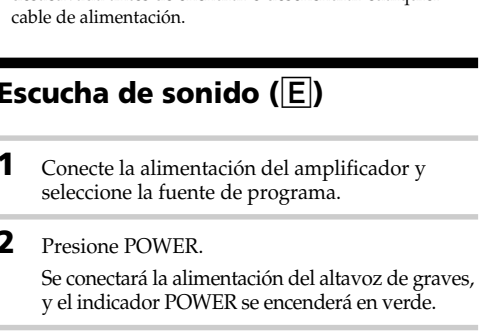 cable de alimentación.
Escucha de sonido (E)
1 Conecte la alimentación del amplificador y
seleccione la fuente de programa.
2 Presione POWER.
Se conectará la alimentación del altavoz de graves,
y el indicador POWER se encenderá en verde.